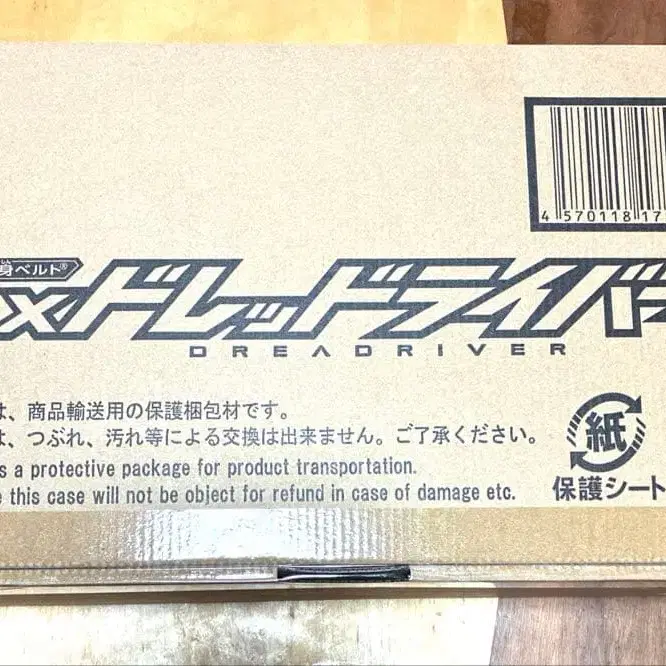 4 570118 17
身ベルト®
しん
Xドレッドライバー
DREADRIVER
は、商品輸送用の保護梱包材です。
は、つぶれ、汚れ等による交換は出来ません。ご了承ください。
s a protective package for product transportation.
e this case will not be object for refund in case of damage etc.
紙
保護シート